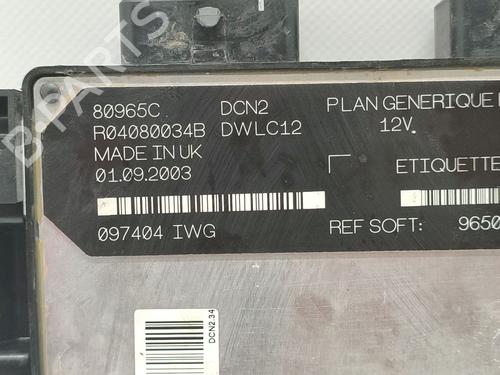 80965C DCN2 PLAN GENERIQUE
R04080034B DWLC12 12V.
MADE IN UK
01.09.2003 ETIQUETTE
097404 IWG REF SOFT: 9650
DCN2.34
B-PARTS